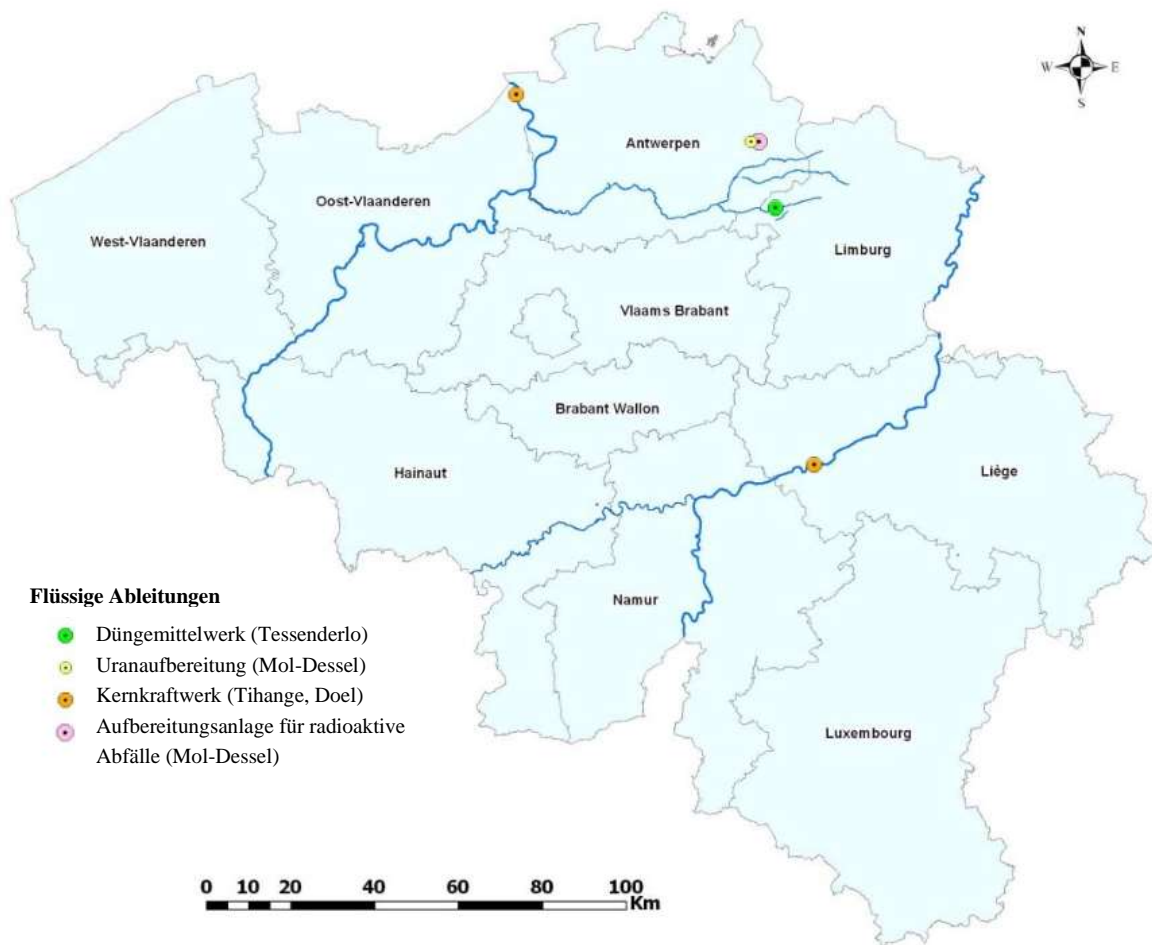 N
W E
S
Antwerpen
Oost-Vlaanderen
West-Vlaanderen
Limburg
Vlaams Brabant
Brabant Wallon
Hainaut
Liège
Namur
Luxembourg
Flüssige Ableitungen
Düngemittelwerk (Tessenderlo)
Uranaufbereitung (Mol-Dessel)
Kernkraftwerk (Tihange, Doel)
Aufbereitungsanlage für radioaktive
Abfälle (Mol-Dessel)
0 10 20 40 60 80 100
Km